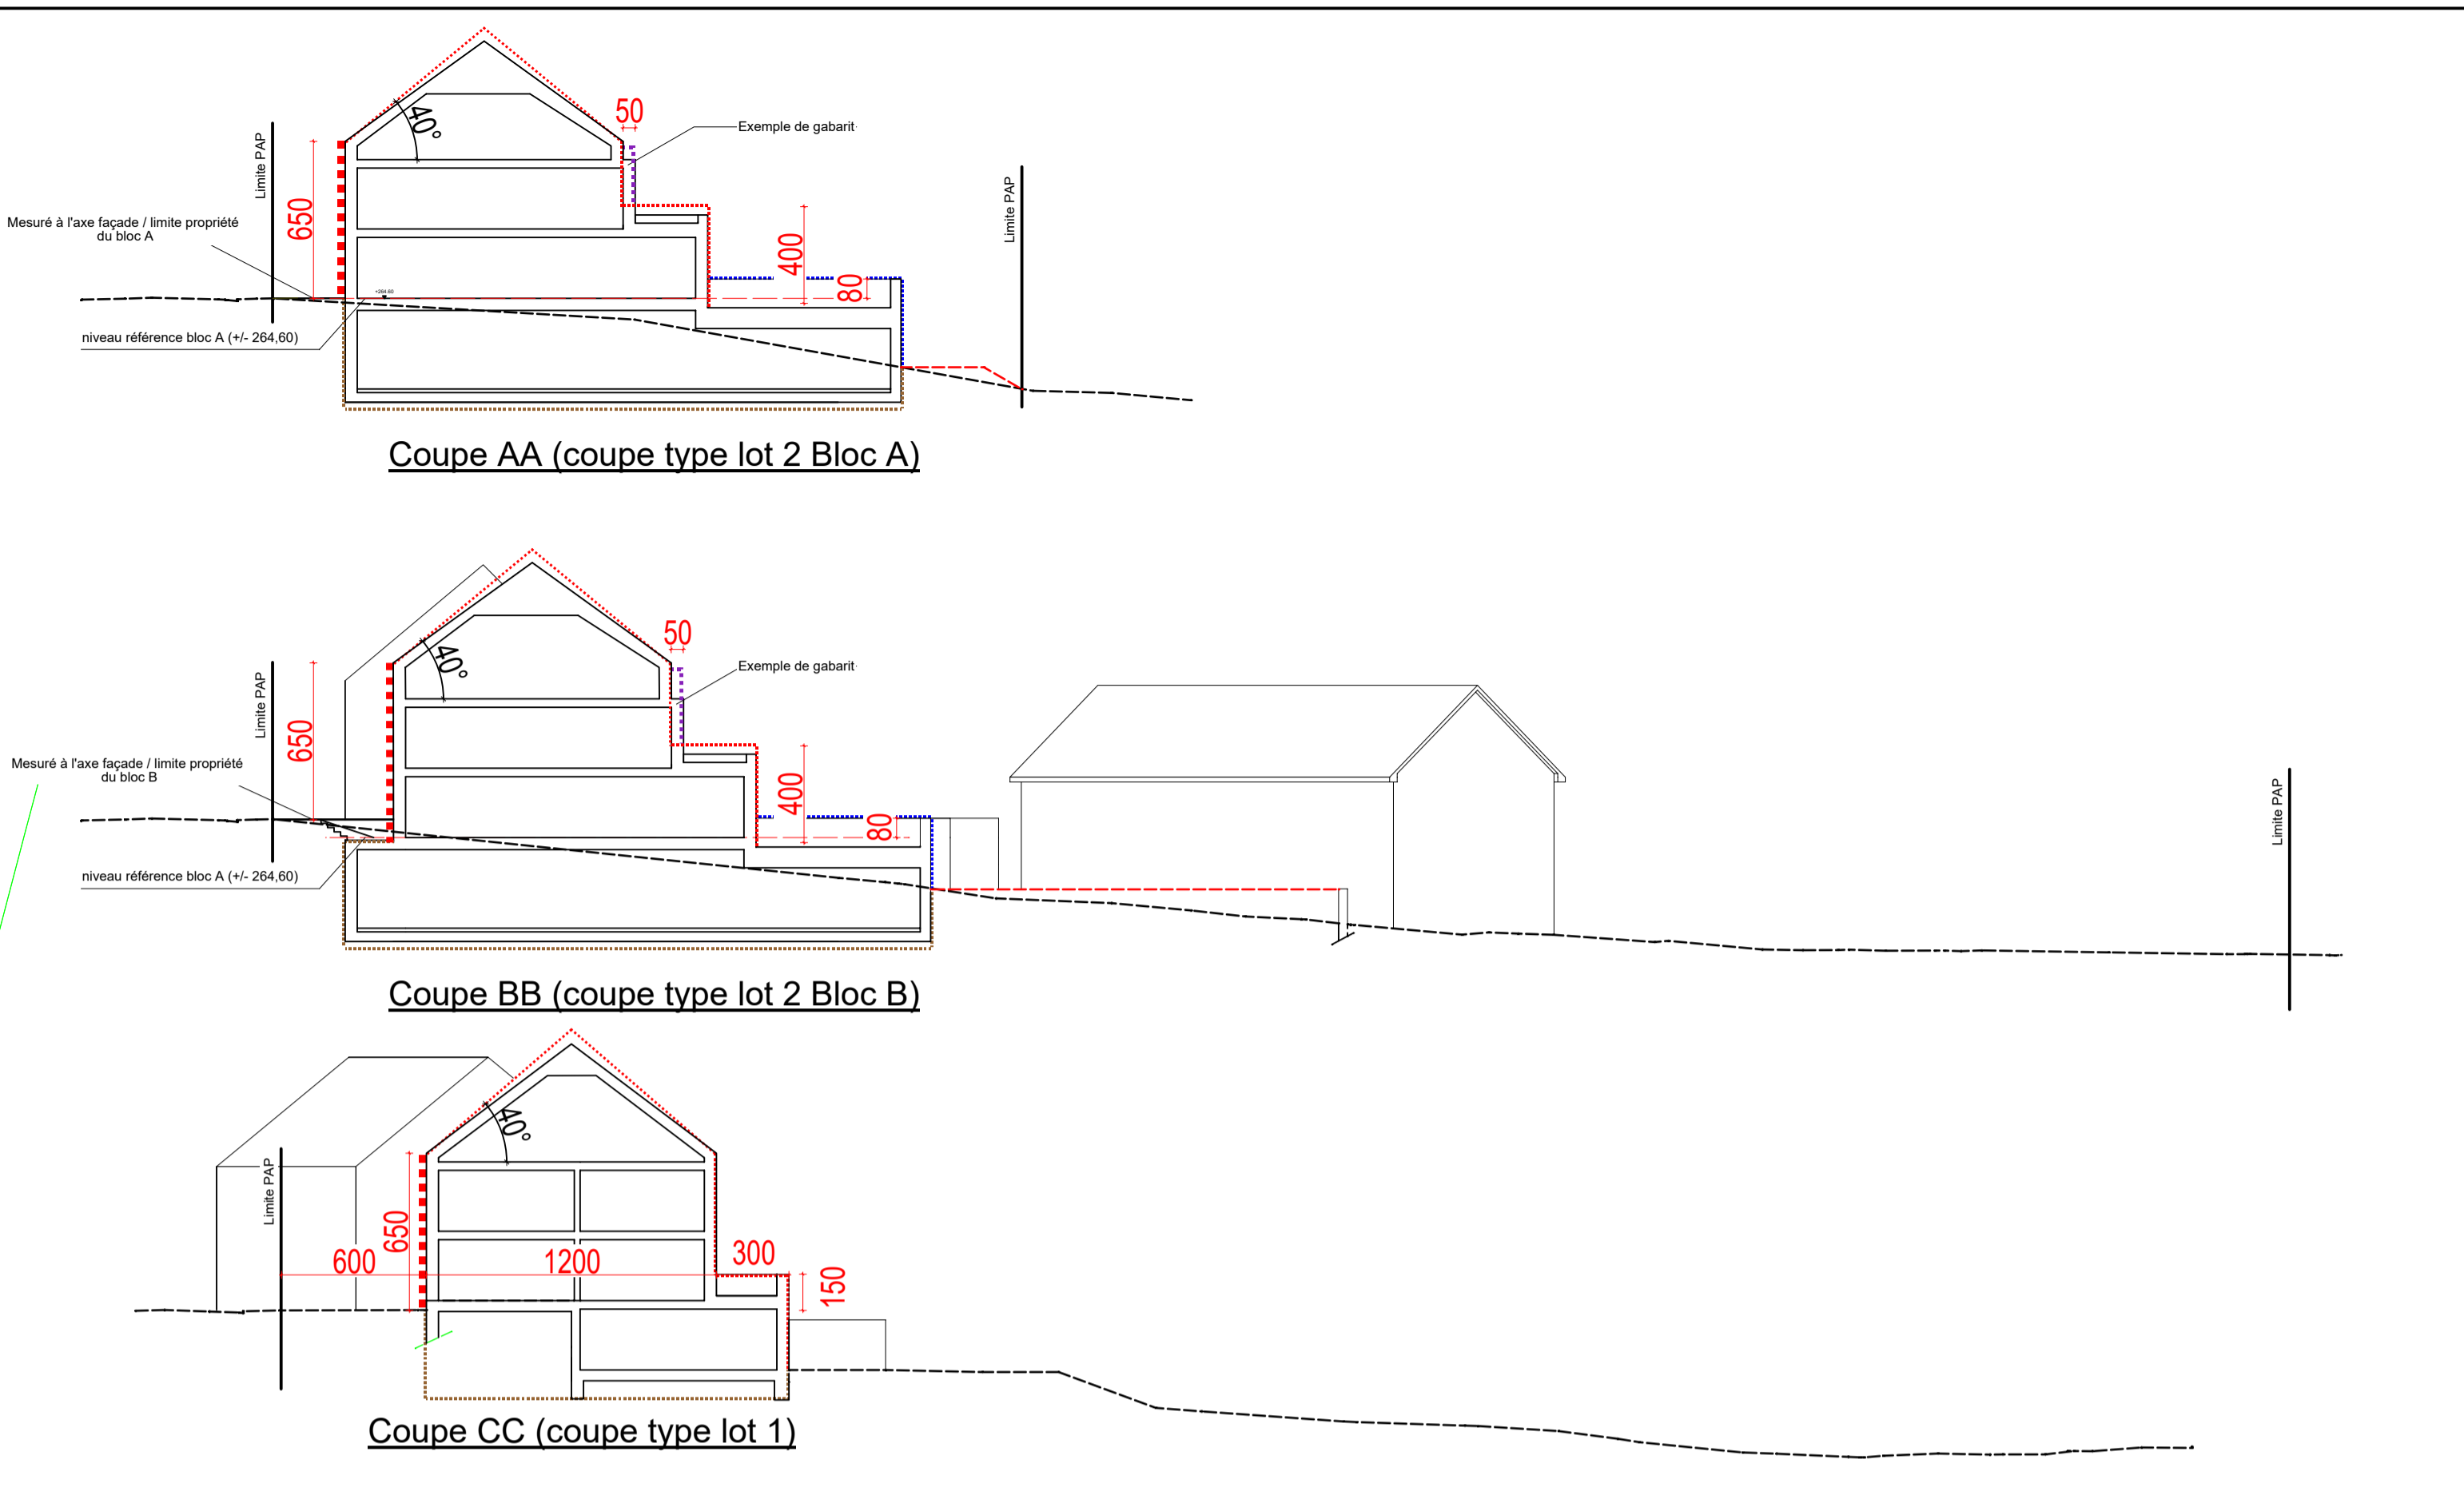 50
Exemple de gabarit
40°
Limite PAP
Limite PAP
650
Mesuré à l'axe façade / limite propriété
du bloc A
400
80
+264.60
niveau référence bloc A (+/- 264,60)
Coupe AA (coupe type lot 2 Bloc A)
50
Exemple de gabarit
40°
Limite PAP
650
Mesuré à l'axe façade / limite propriété
du bloc B
400
80
Limite PAP
niveau référence bloc A (+/- 264,60)
Coupe BB (coupe type lot 2 Bloc B)
40°
Limite PAP
650
600
1200
300
150
Coupe CC (coupe type lot 1)